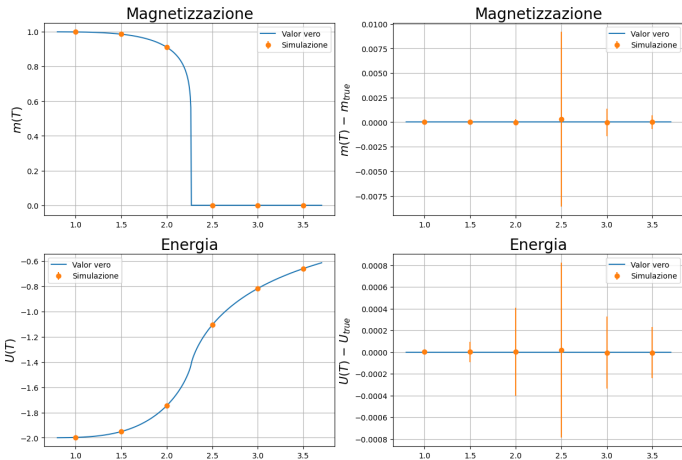 Magnetizzazione
m(T)
1.0
0.8
0.6
0.4
0.2
0.0
1.0 1.5 2.0 2.5 3.0 3.5
Valor vero
Simulazione
Magnetizzazione
m(T) − m_true
0.0100
0.0075
0.0050
0.0025
0.0000
−0.0025
−0.0050
−0.0075
1.0 1.5 2.0 2.5 3.0 3.5
Valor vero
Simulazione
Energia
U(T)
−0.6
−0.8
−1.0
−1.2
−1.4
−1.6
−1.8
−2.0
1.0 1.5 2.0 2.5 3.0 3.5
Valor vero
Simulazione
Energia
U(T) − U_true
0.0008
0.0006
0.0004
0.0002
0.0000
−0.0002
−0.0004
−0.0006
−0.0008
1.0 1.5 2.0 2.5 3.0 3.5
Valor vero
Simulazione